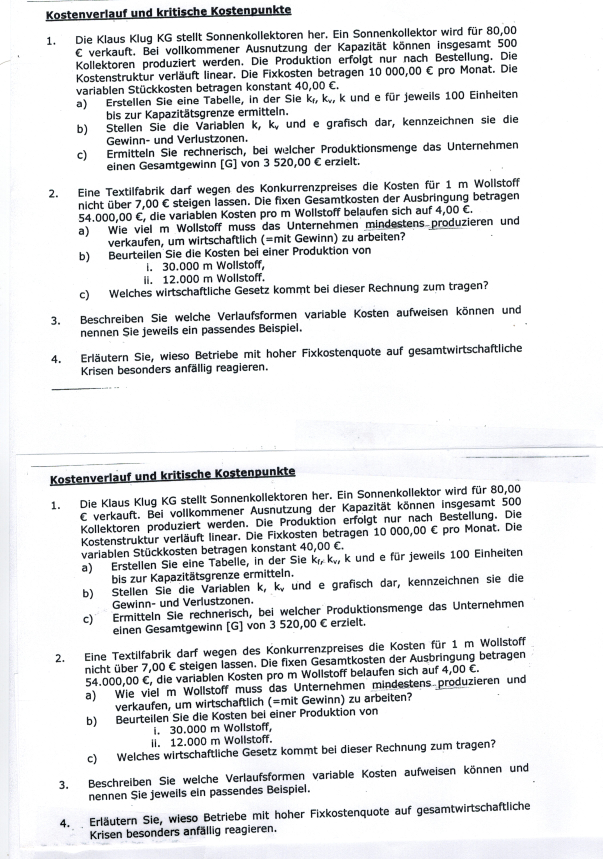 Kostenverlauf und kritische Kostenpunkte
1. Die Klaus Klug KG stellt Sonnenkollektoren her. Ein Sonnenkollektor wird für 80,00
€ verkauft. Bei vollkommener Ausnutzung der Kapazität können insgesamt 500
Kollektoren produziert werden. Die Produktion erfolgt nur nach Bestellung. Die
Kostenstruktur verläuft linear. Die Fixkosten betragen 10 000,00 € pro Monat. Die
variablen Stückkosten betragen konstant 40,00 €.
a) Erstellen Sie eine Tabelle, in der Sie kf, kv, k und e für jeweils 100 Einheiten
bis zur Kapazitätsgrenze ermitteln.
b) Stellen Sie die Variablen k, kv und e grafisch dar, kennzeichnen sie die
Gewinn- und Verlustzonen.
c) Ermitteln Sie rechnerisch, bei welcher Produktionsmenge das Unternehmen
einen Gesamtgewinn [G] von 3 520,00 € erzielt.
2. Eine Textilfabrik darf wegen des Konkurrenzpreises die Kosten für 1 m Wollstoff
nicht über 7,00 € steigen lassen. Die fixen Gesamtkosten der Ausbringung betragen
54.000,00 €, die variablen Kosten pro m Wollstoff belaufen sich auf 4,00 €.
a) Wie viel m Wollstoff muss das Unternehmen mindestens produzieren und
verkaufen, um wirtschaftlich (=mit Gewinn) zu arbeiten?
b) Beurteilen Sie die Kosten bei einer Produktion von
i. 30.000 m Wollstoff,
ii. 12.000 m Wollstoff.
c) Welches wirtschaftliche Gesetz kommt bei dieser Rechnung zum tragen?
3. Beschreiben Sie welche Verlaufsformen variable Kosten aufweisen können und
nennen Sie jeweils ein passendes Beispiel.
4. Erläutern Sie, wieso Betriebe mit hoher Fixkostenquote auf gesamtwirtschaftliche
Krisen besonders anfällig reagieren.
Kostenverlauf und kritische Kostenpunkte
1. Die Klaus Klug KG stellt Sonnenkollektoren her. Ein Sonnenkollektor wird für 80,00
€ verkauft. Bei vollkommener Ausnutzung der Kapazität können insgesamt 500
Kollektoren produziert werden. Die Produktion erfolgt nur nach Bestellung. Die
Kostenstruktur verläuft linear. Die Fixkosten betragen 10 000,00 € pro Monat. Die
variablen Stückkosten betragen konstant 40,00 €.
a) Erstellen Sie eine Tabelle, in der Sie kf, kv, k und e für jeweils 100 Einheiten
bis zur Kapazitätsgrenze ermitteln.
b) Stellen Sie die Variablen k, kv und e grafisch dar, kennzeichnen sie die
Gewinn- und Verlustzonen.
c) Ermitteln Sie rechnerisch, bei welcher Produktionsmenge das Unternehmen
einen Gesamtgewinn [G] von 3 520,00 € erzielt.
2. Eine Textilfabrik darf wegen des Konkurrenzpreises die Kosten für 1 m Wollstoff
nicht über 7,00 € steigen lassen. Die fixen Gesamtkosten der Ausbringung betragen
54.000,00 €, die variablen Kosten pro m Wollstoff belaufen sich auf 4,00 €.
a) Wie viel m Wollstoff muss das Unternehmen mindestens produzieren und
verkaufen, um wirtschaftlich (=mit Gewinn) zu arbeiten?
b) Beurteilen Sie die Kosten bei einer Produktion von
i. 30.000 m Wollstoff,
ii. 12.000 m Wollstoff.
c) Welches wirtschaftliche Gesetz kommt bei dieser Rechnung zum tragen?
3. Beschreiben Sie welche Verlaufsformen variable Kosten aufweisen können und
nennen Sie jeweils ein passendes Beispiel.
4. Erläutern Sie, wieso Betriebe mit hoher Fixkostenquote auf gesamtwirtschaftliche
Krisen besonders anfällig reagieren.